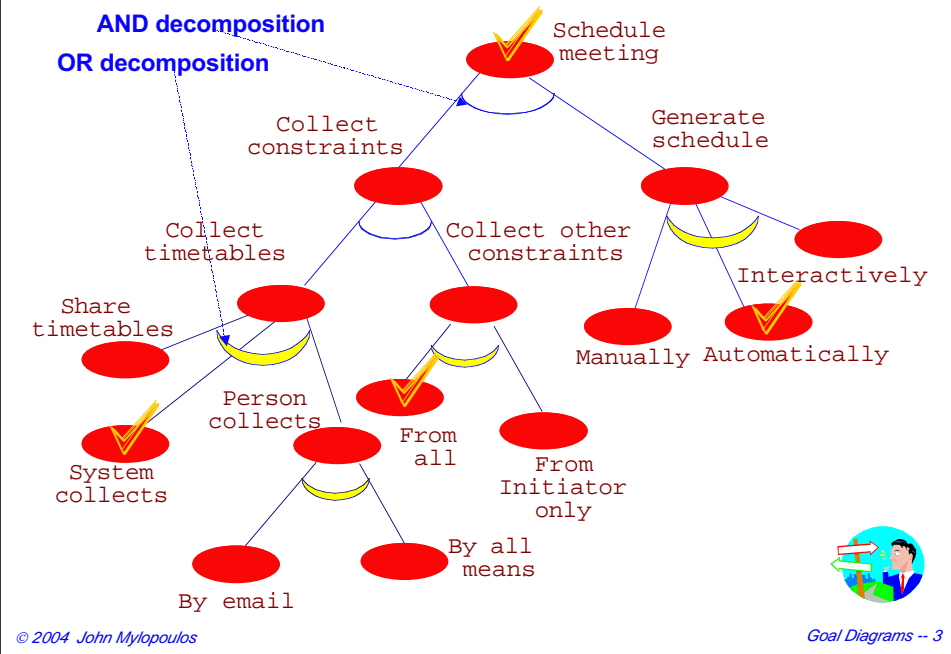 AND decomposition
OR decomposition
Schedule
meeting
Collect
constraints
Generate
schedule
Collect
timetables
Collect other
constraints
Interactively
Share
timetables
Manually
Automatically
Person
collects
From
all
System
collects
From
Initiator
only
By all
means
By email
© 2004 John Mylopoulos
Goal Diagrams -- 3